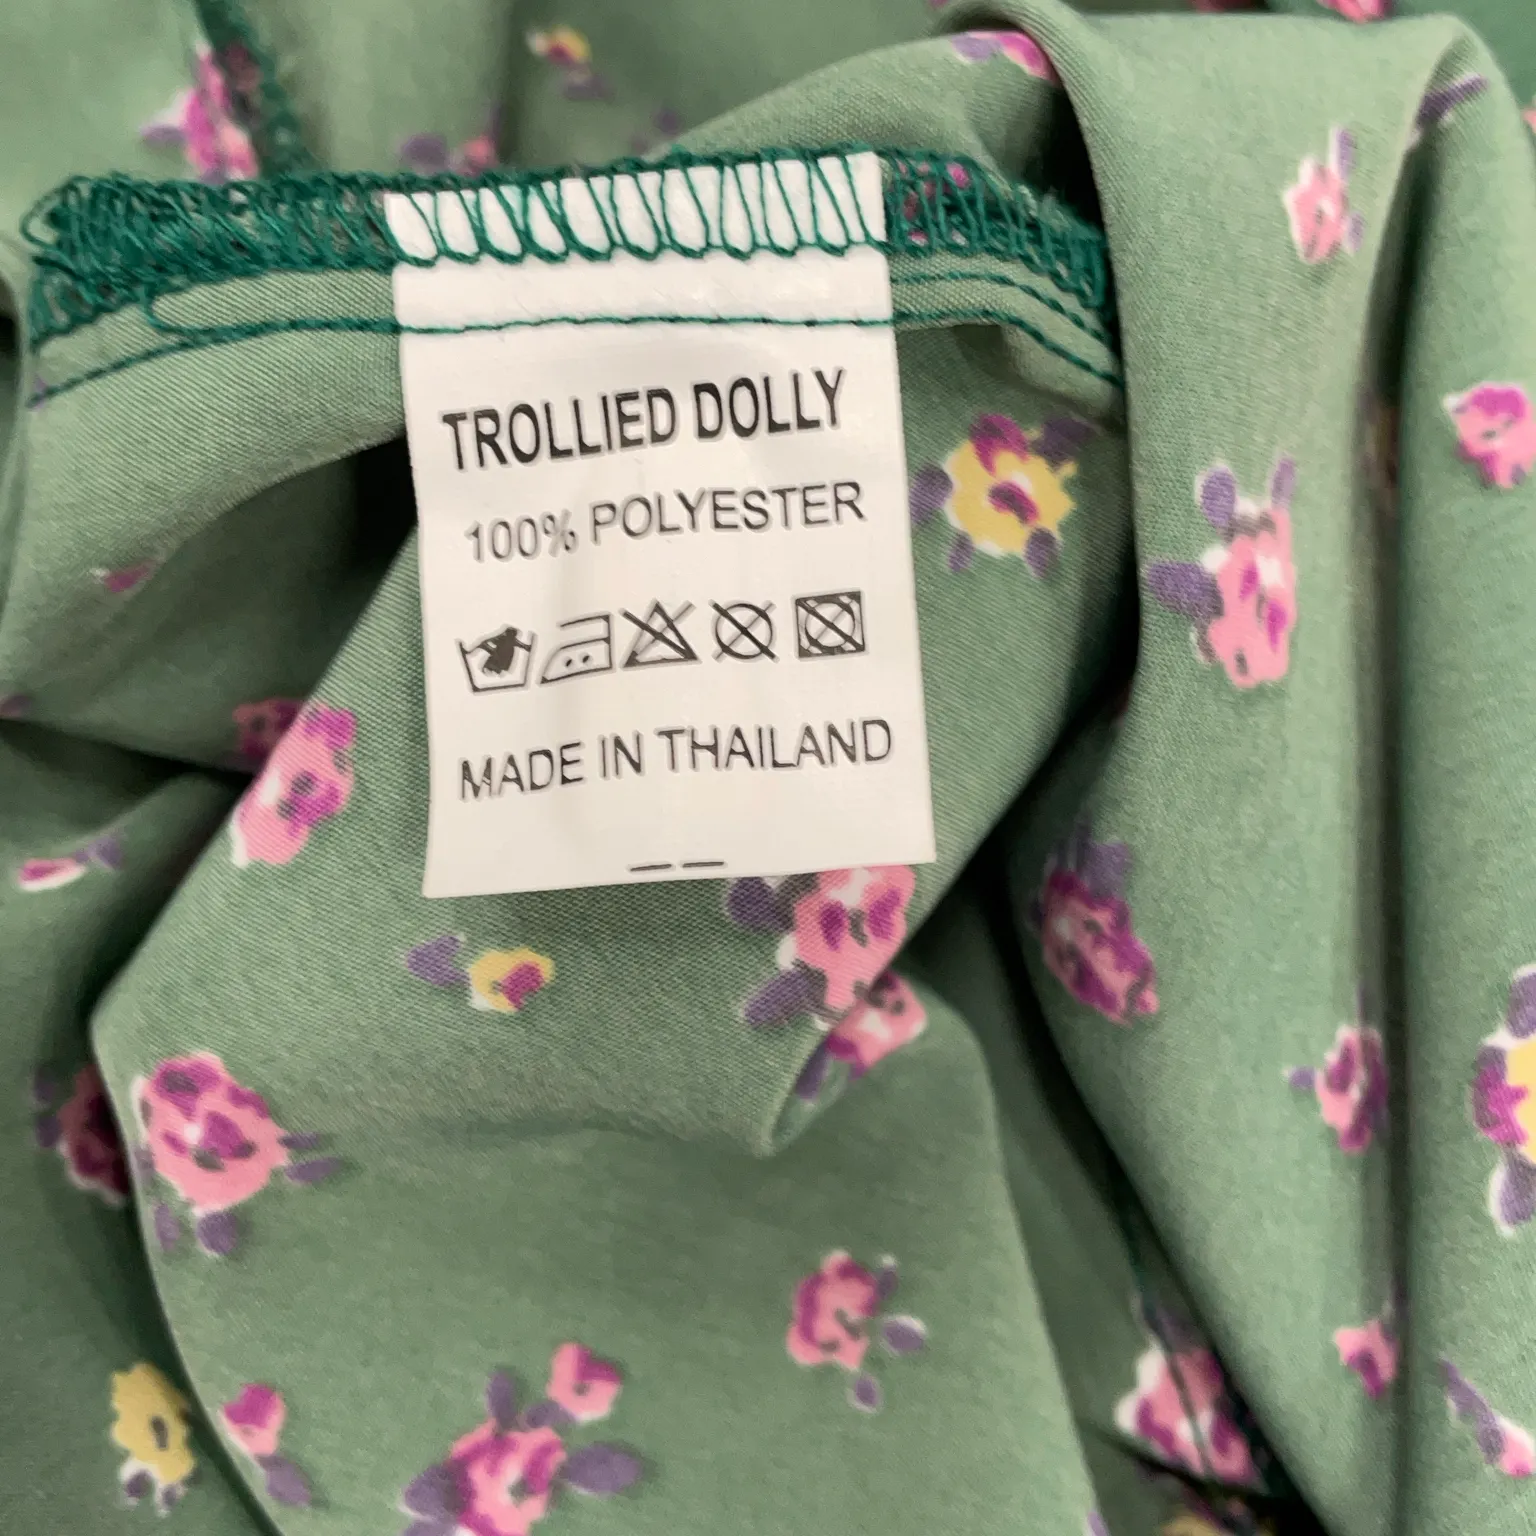 TROLLIED DOLLY
100% POLYESTER
MADE IN THAILAND